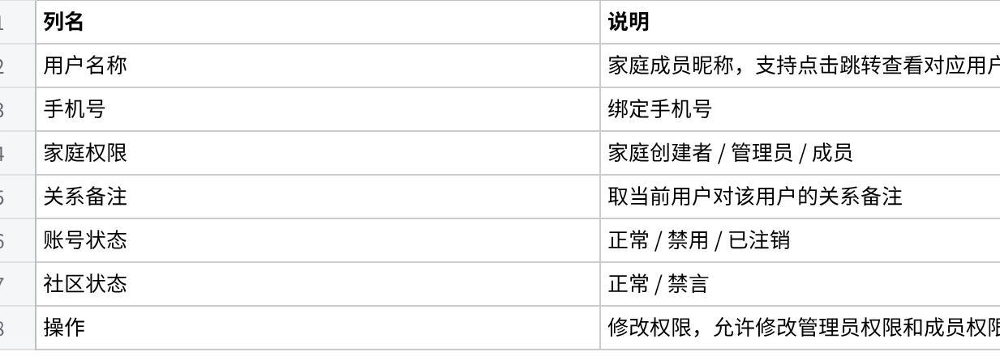 1 列名 说明
2 用户名称 家庭成员昵称，支持点击跳转查看对应用户
3 手机号 绑定手机号
4 家庭权限 家庭创建者 / 管理员 / 成员
5 关系备注 取当前用户对该用户的关系备注
6 账号状态 正常 / 禁用 / 已注销
7 社区状态 正常 / 禁言
8 操作 修改权限，允许修改管理员权限和成员权限